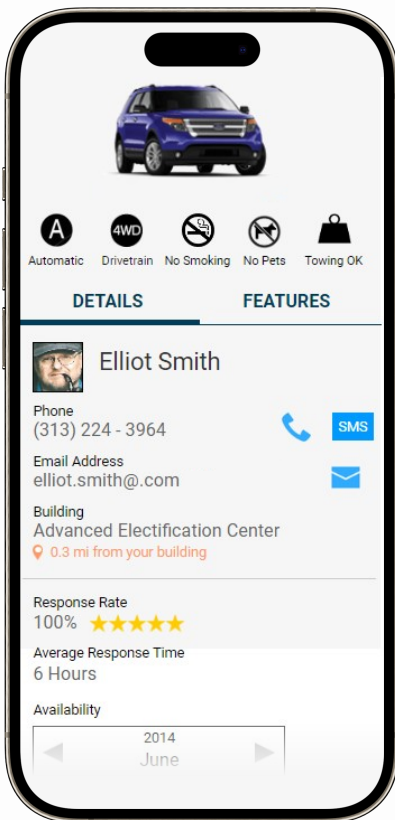 A
4WD
Automatic
Drivetrain
No Smoking
No Pets
Towing OK
DETAILS
FEATURES
Elliot Smith
Phone
(313) 224 - 3964
SMS
Email Address
elliot.smith@.com
Building
Advanced Electification Center
0.3 mi from your building
Response Rate
100%
Average Response Time
6 Hours
Availability
2014
June